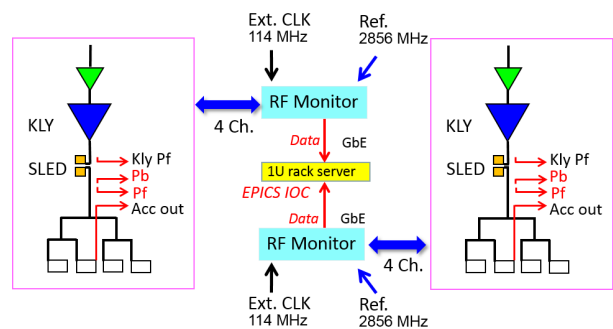 Ext. CLK
114 MHz
Ref.
2856 MHz
KLY
SLED
Kly Pf
Pb
Pf
Acc out
4 Ch.
RF Monitor
Data
GbE
1U rack server
EPICS IOC
Data
GbE
RF Monitor
4 Ch.
Ext. CLK
114 MHz
Ref.
2856 MHz
KLY
SLED
Kly Pf
Pb
Pf
Acc out